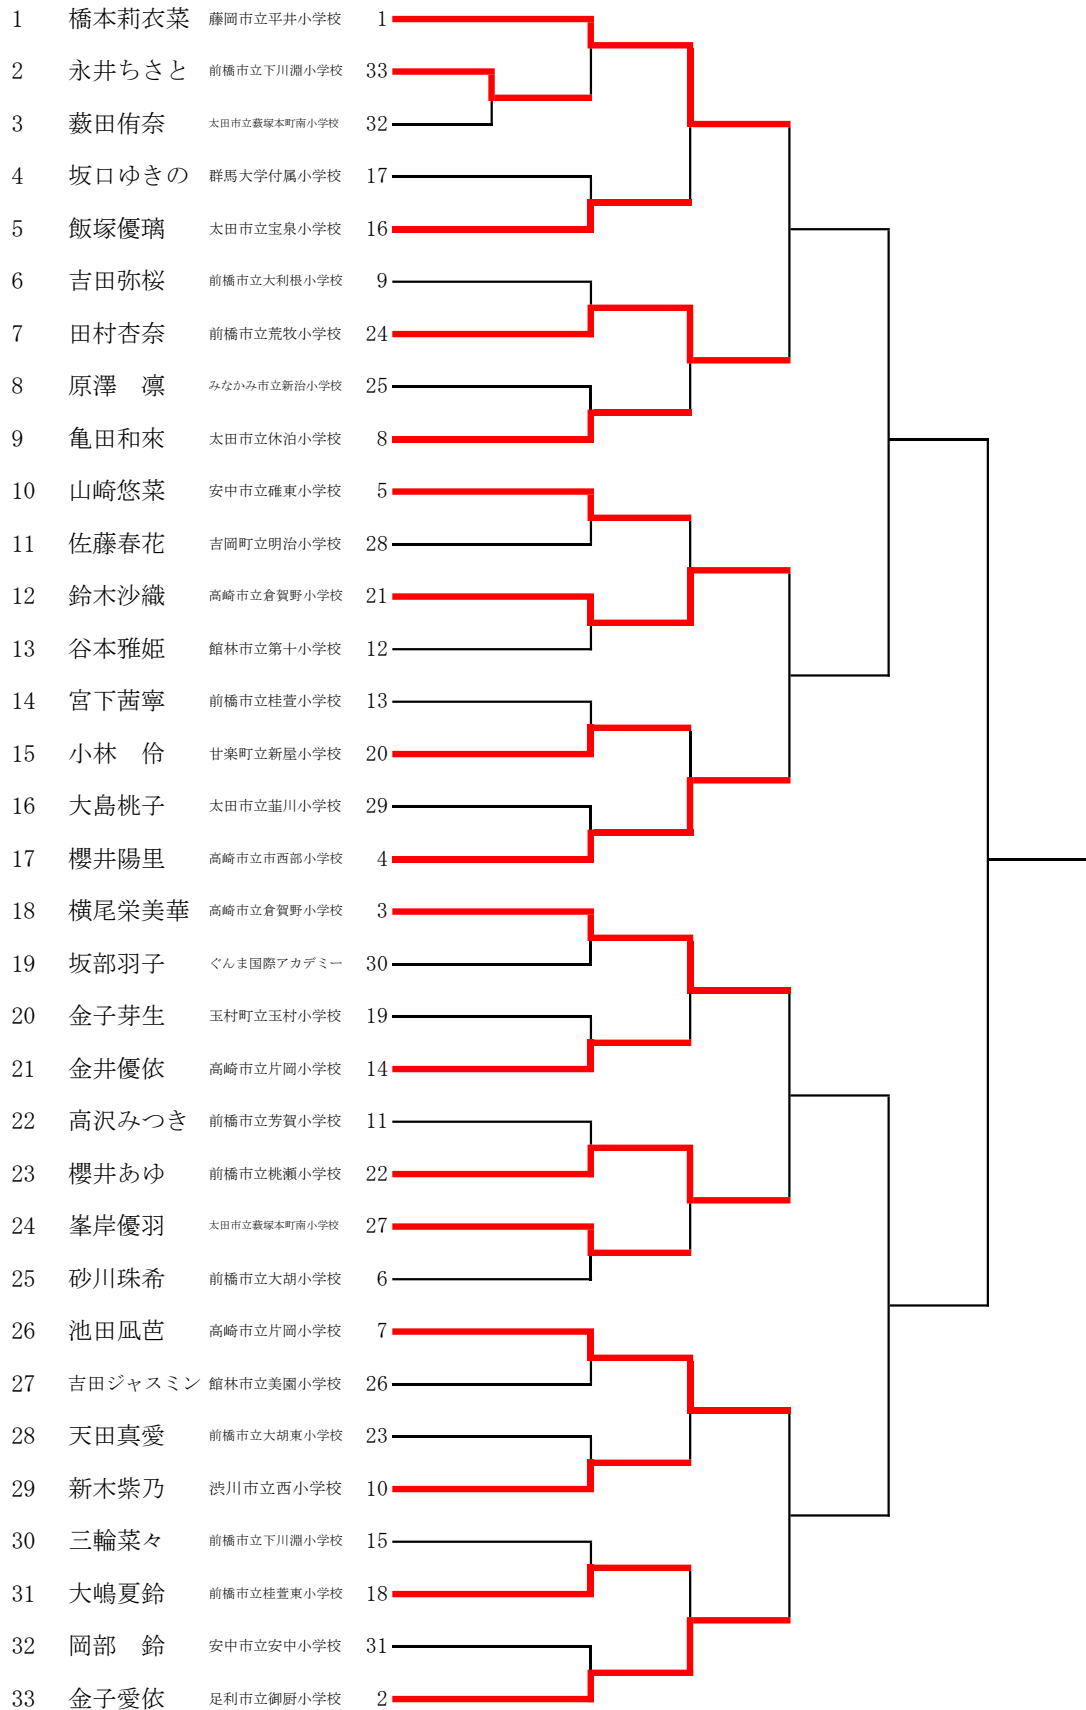 1 橋本莉衣菜 藤岡市立平井小学校 1
2 永井ちさと 前橋市立下川淵小学校 33
3 薮田侑奈 太田市立藪塚本町南小学校 32
4 坂口ゆきの 群馬大学付属小学校 17
5 飯塚優璃 太田市立宝泉小学校 16
6 吉田弥桜 前橋市立大利根小学校 9
7 田村杏奈 前橋市立荒牧小学校 24
8 原澤 凛 みなかみ市立新治小学校 25
9 亀田和來 太田市立休泊小学校 8
10 山崎悠菜 安中市立碓東小学校 5
11 佐藤春花 吉岡町立明治小学校 28
12 鈴木沙織 高崎市立倉賀野小学校 21
13 谷本雅姫 館林市立第十小学校 12
14 宮下茜寧 前橋市立桂萱小学校 13
15 小林 伶 甘楽町立新屋小学校 20
16 大島桃子 太田市立韮川小学校 29
17 櫻井陽里 高崎市立市西部小学校 4
18 横尾栄美華 高崎市立倉賀野小学校 3
19 坂部羽子 ぐんま国際アカデミー 30
20 金子芽生 玉村町立玉村小学校 19
21 金井優依 高崎市立片岡小学校 14
22 高沢みつき 前橋市立芳賀小学校 11
23 櫻井あゆ 前橋市立桃瀬小学校 22
24 峯岸優羽 太田市立藪塚本町南小学校 27
25 砂川珠希 前橋市立大胡小学校 6
26 池田凪芭 高崎市立片岡小学校 7
27 吉田ジャスミン 館林市立美園小学校 26
28 天田真愛 前橋市立大胡東小学校 23
29 新木紫乃 渋川市立西小学校 10
30 三輪菜々 前橋市立下川淵小学校 15
31 大嶋夏鈴 前橋市立桂萱東小学校 18
32 岡部 鈴 安中市立安中小学校 31
33 金子愛依 足利市立御厨小学校 2